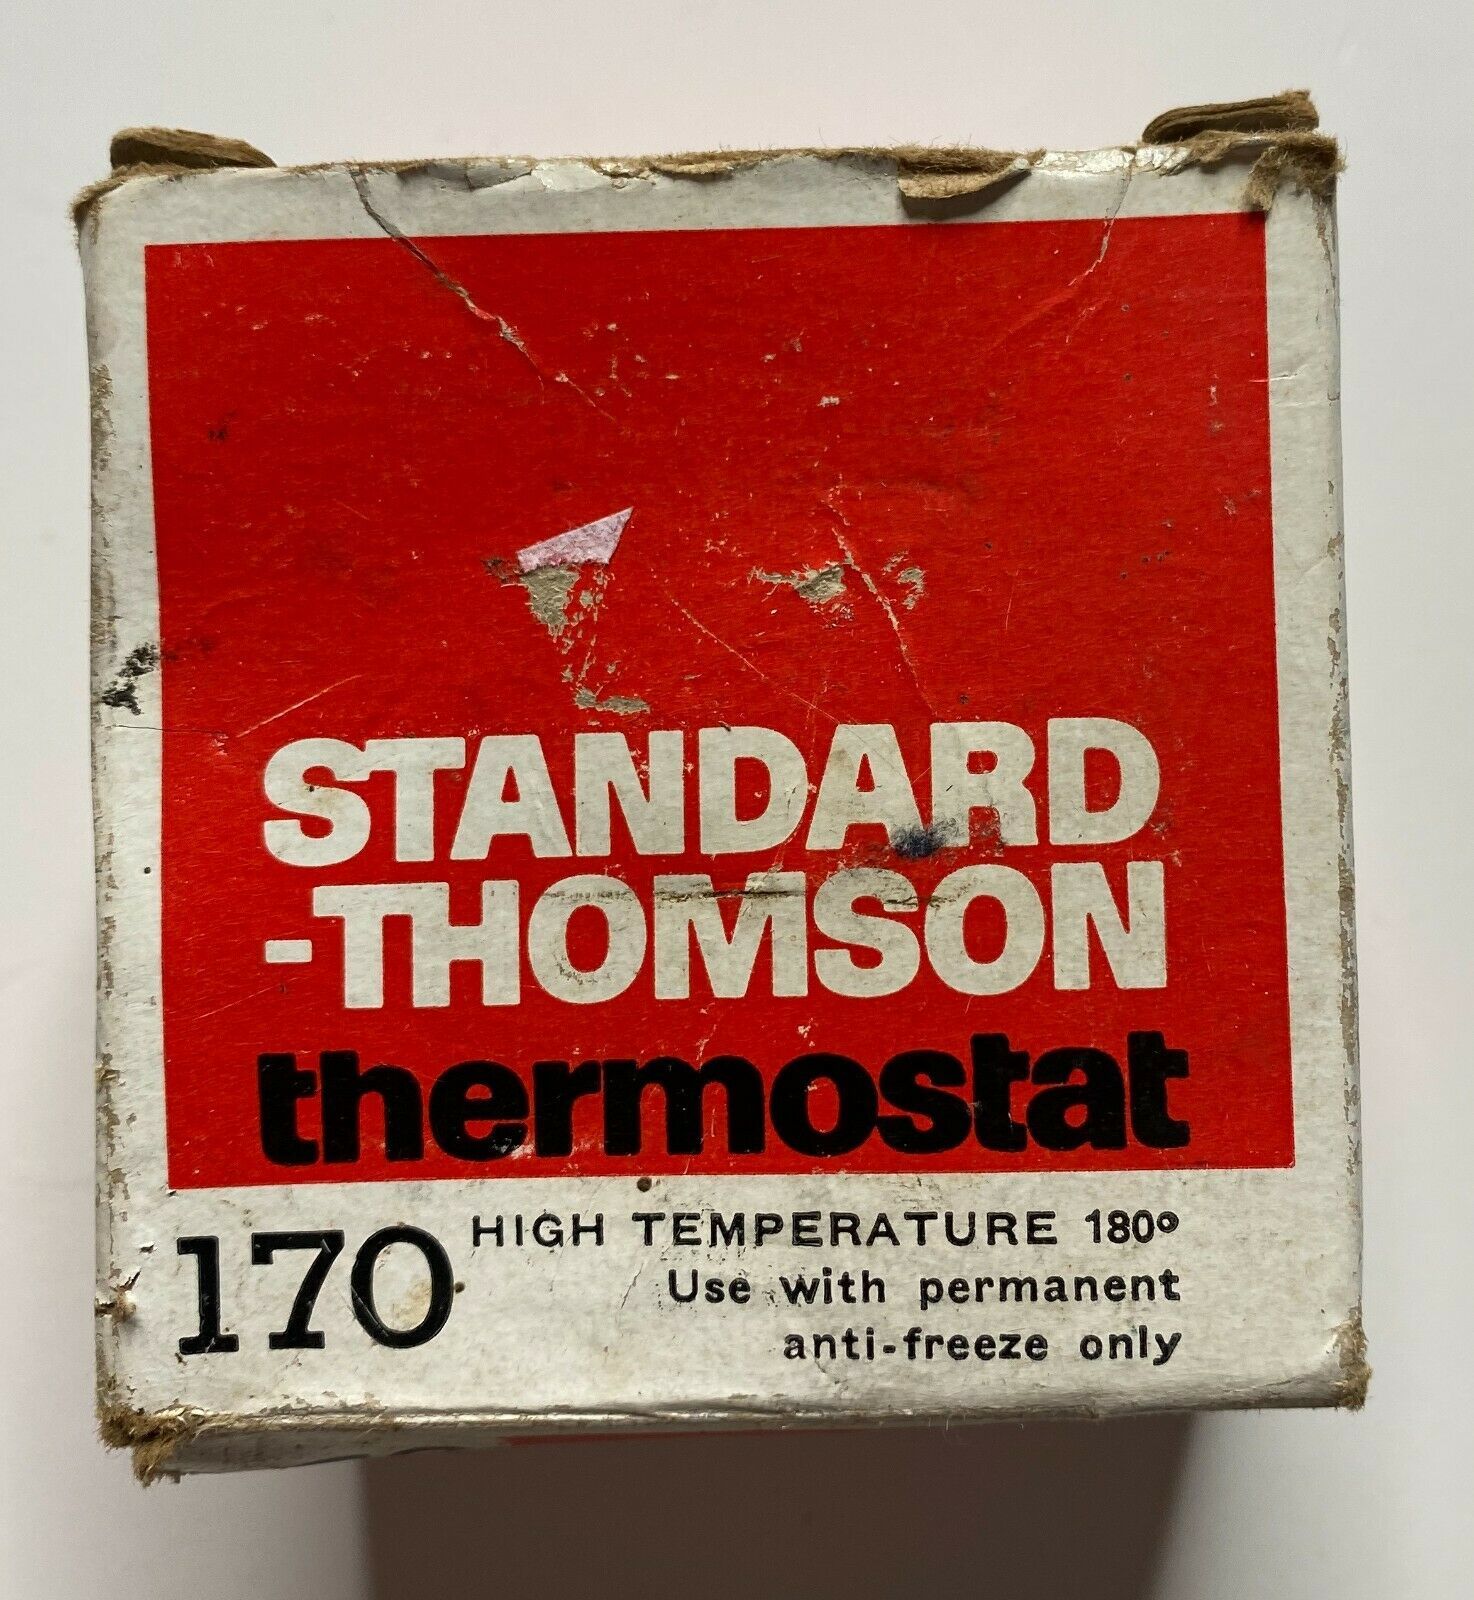 STANDARD
-THOMSON
thermostat
170
HIGH TEMPERATURE 180°
Use with permanent
anti-freeze only